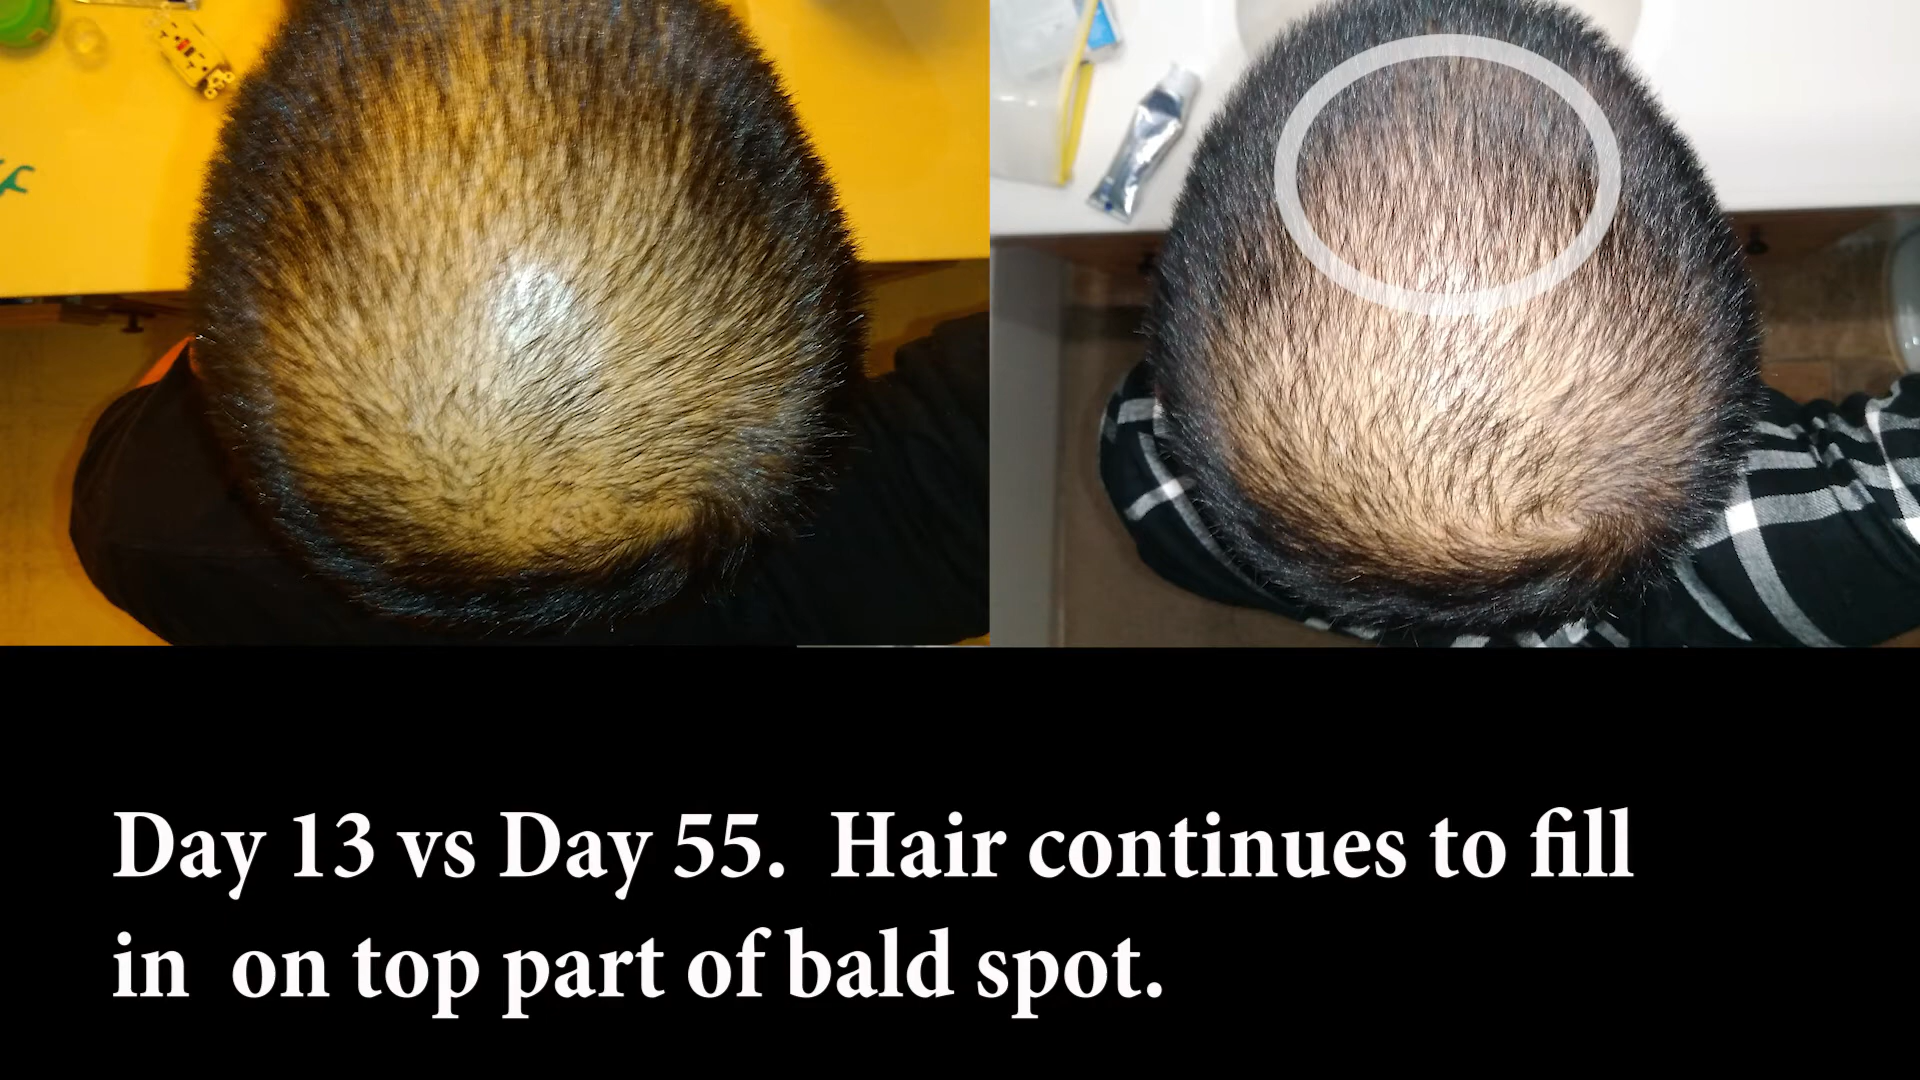 Day 13 vs Day 55.  Hair continues to fill
in  on top part of bald spot.